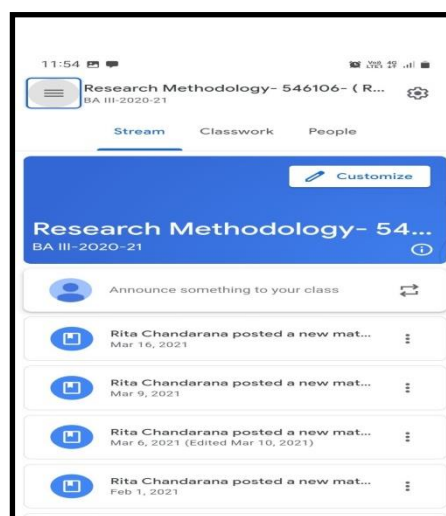 11:54
Research Methodology- 546106- ( R...
BA III-2020-21
Stream Classwork People
Customize
Research Methodology- 54...
BA III-2020-21
Announce something to your class
Rita Chandarana posted a new mat...
Mar 16, 2021
Rita Chandarana posted a new mat...
Mar 9, 2021
Rita Chandarana posted a new mat...
Mar 6, 2021 (Edited Mar 10, 2021)
Rita Chandarana posted a new mat...
Feb 1, 2021